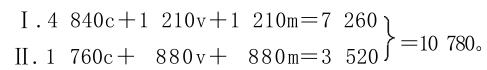 Ⅰ.4 840c+1 210v+1 210m=7 260
Ⅱ.1 760c+ 880v+ 880m=3 520
}=10 780。